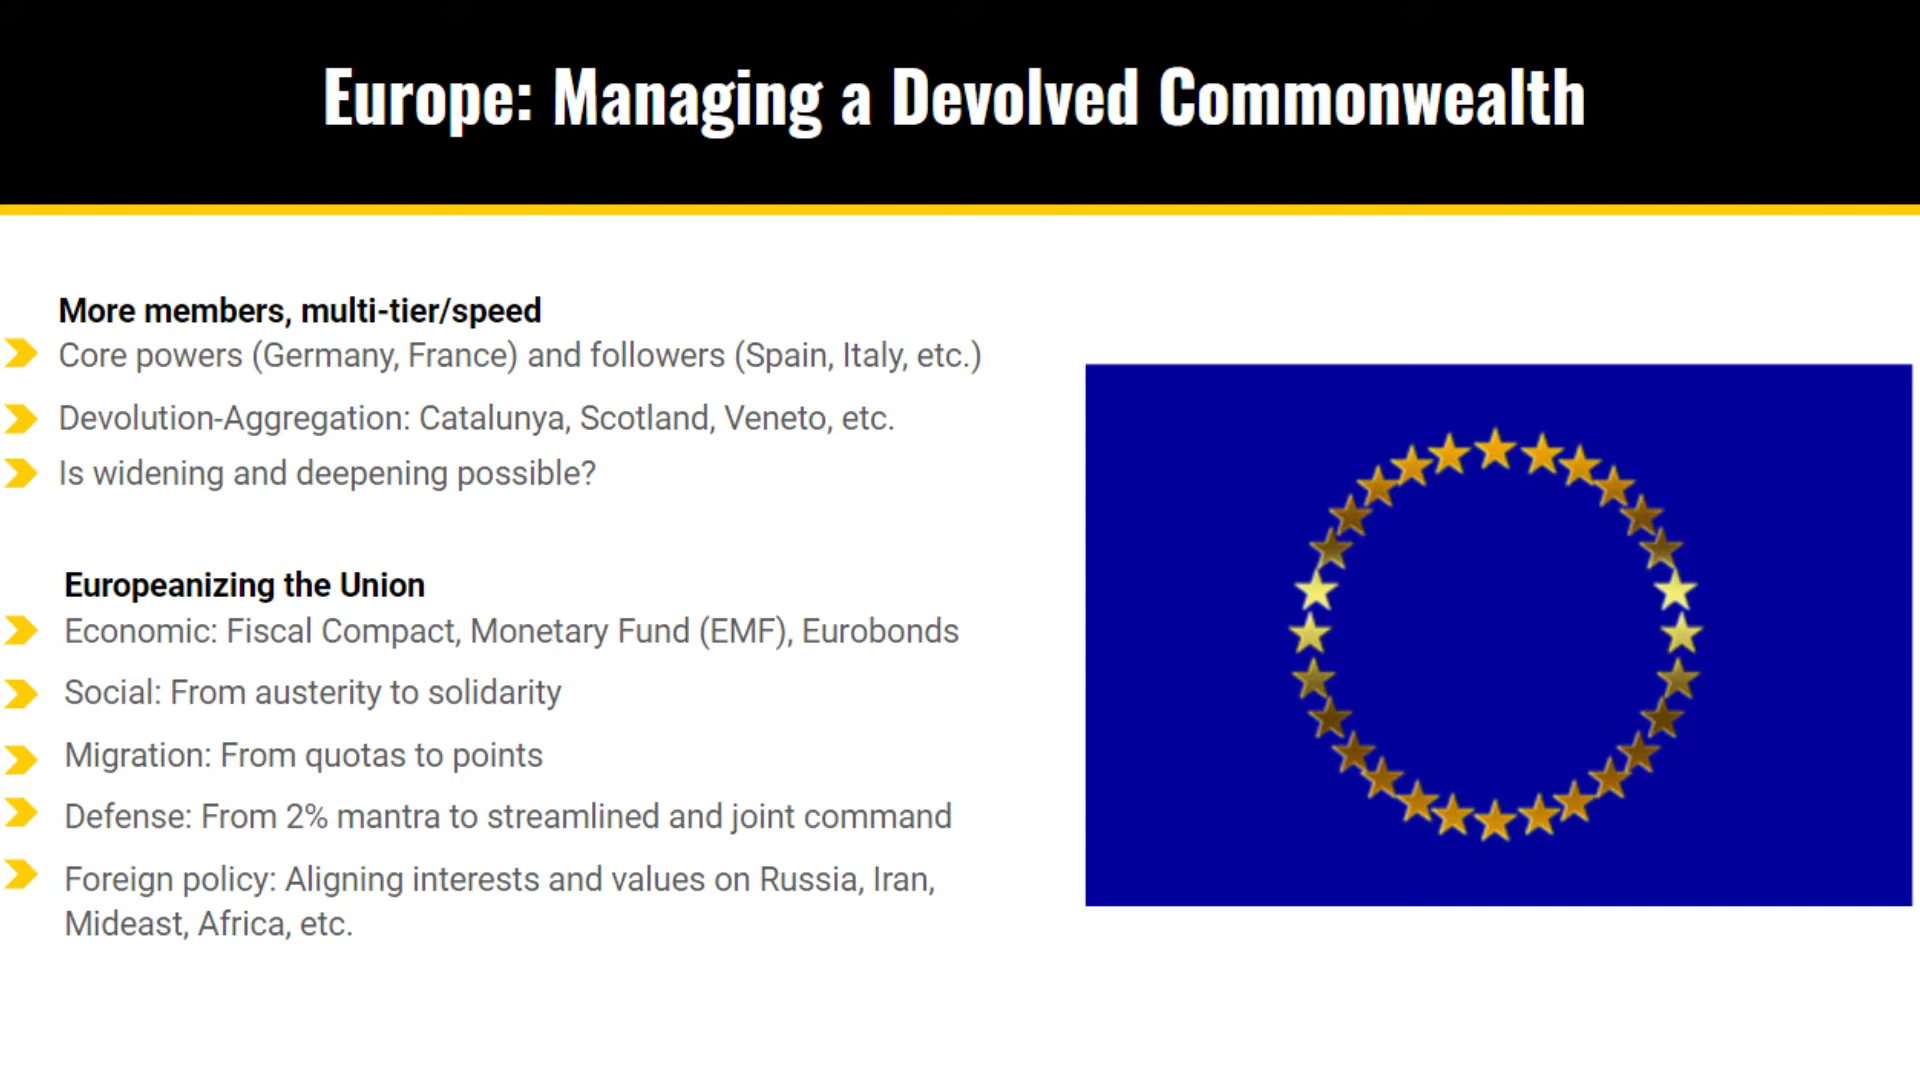 Europe: Managing a Devolved Commonwealth
More members, multi-tier/speed
Core powers (Germany, France) and followers (Spain, Italy, etc.)
Devolution-Aggregation: Catalunya, Scotland, Veneto, etc.
Is widening and deepening possible?
Europeanizing the Union
Economic: Fiscal Compact, Monetary Fund (EMF), Eurobonds
Social: From austerity to solidarity
Migration: From quotas to points
Defense: From 2% mantra to streamlined and joint command
Foreign policy: Aligning interests and values on Russia, Iran,
Mideast, Africa, etc.